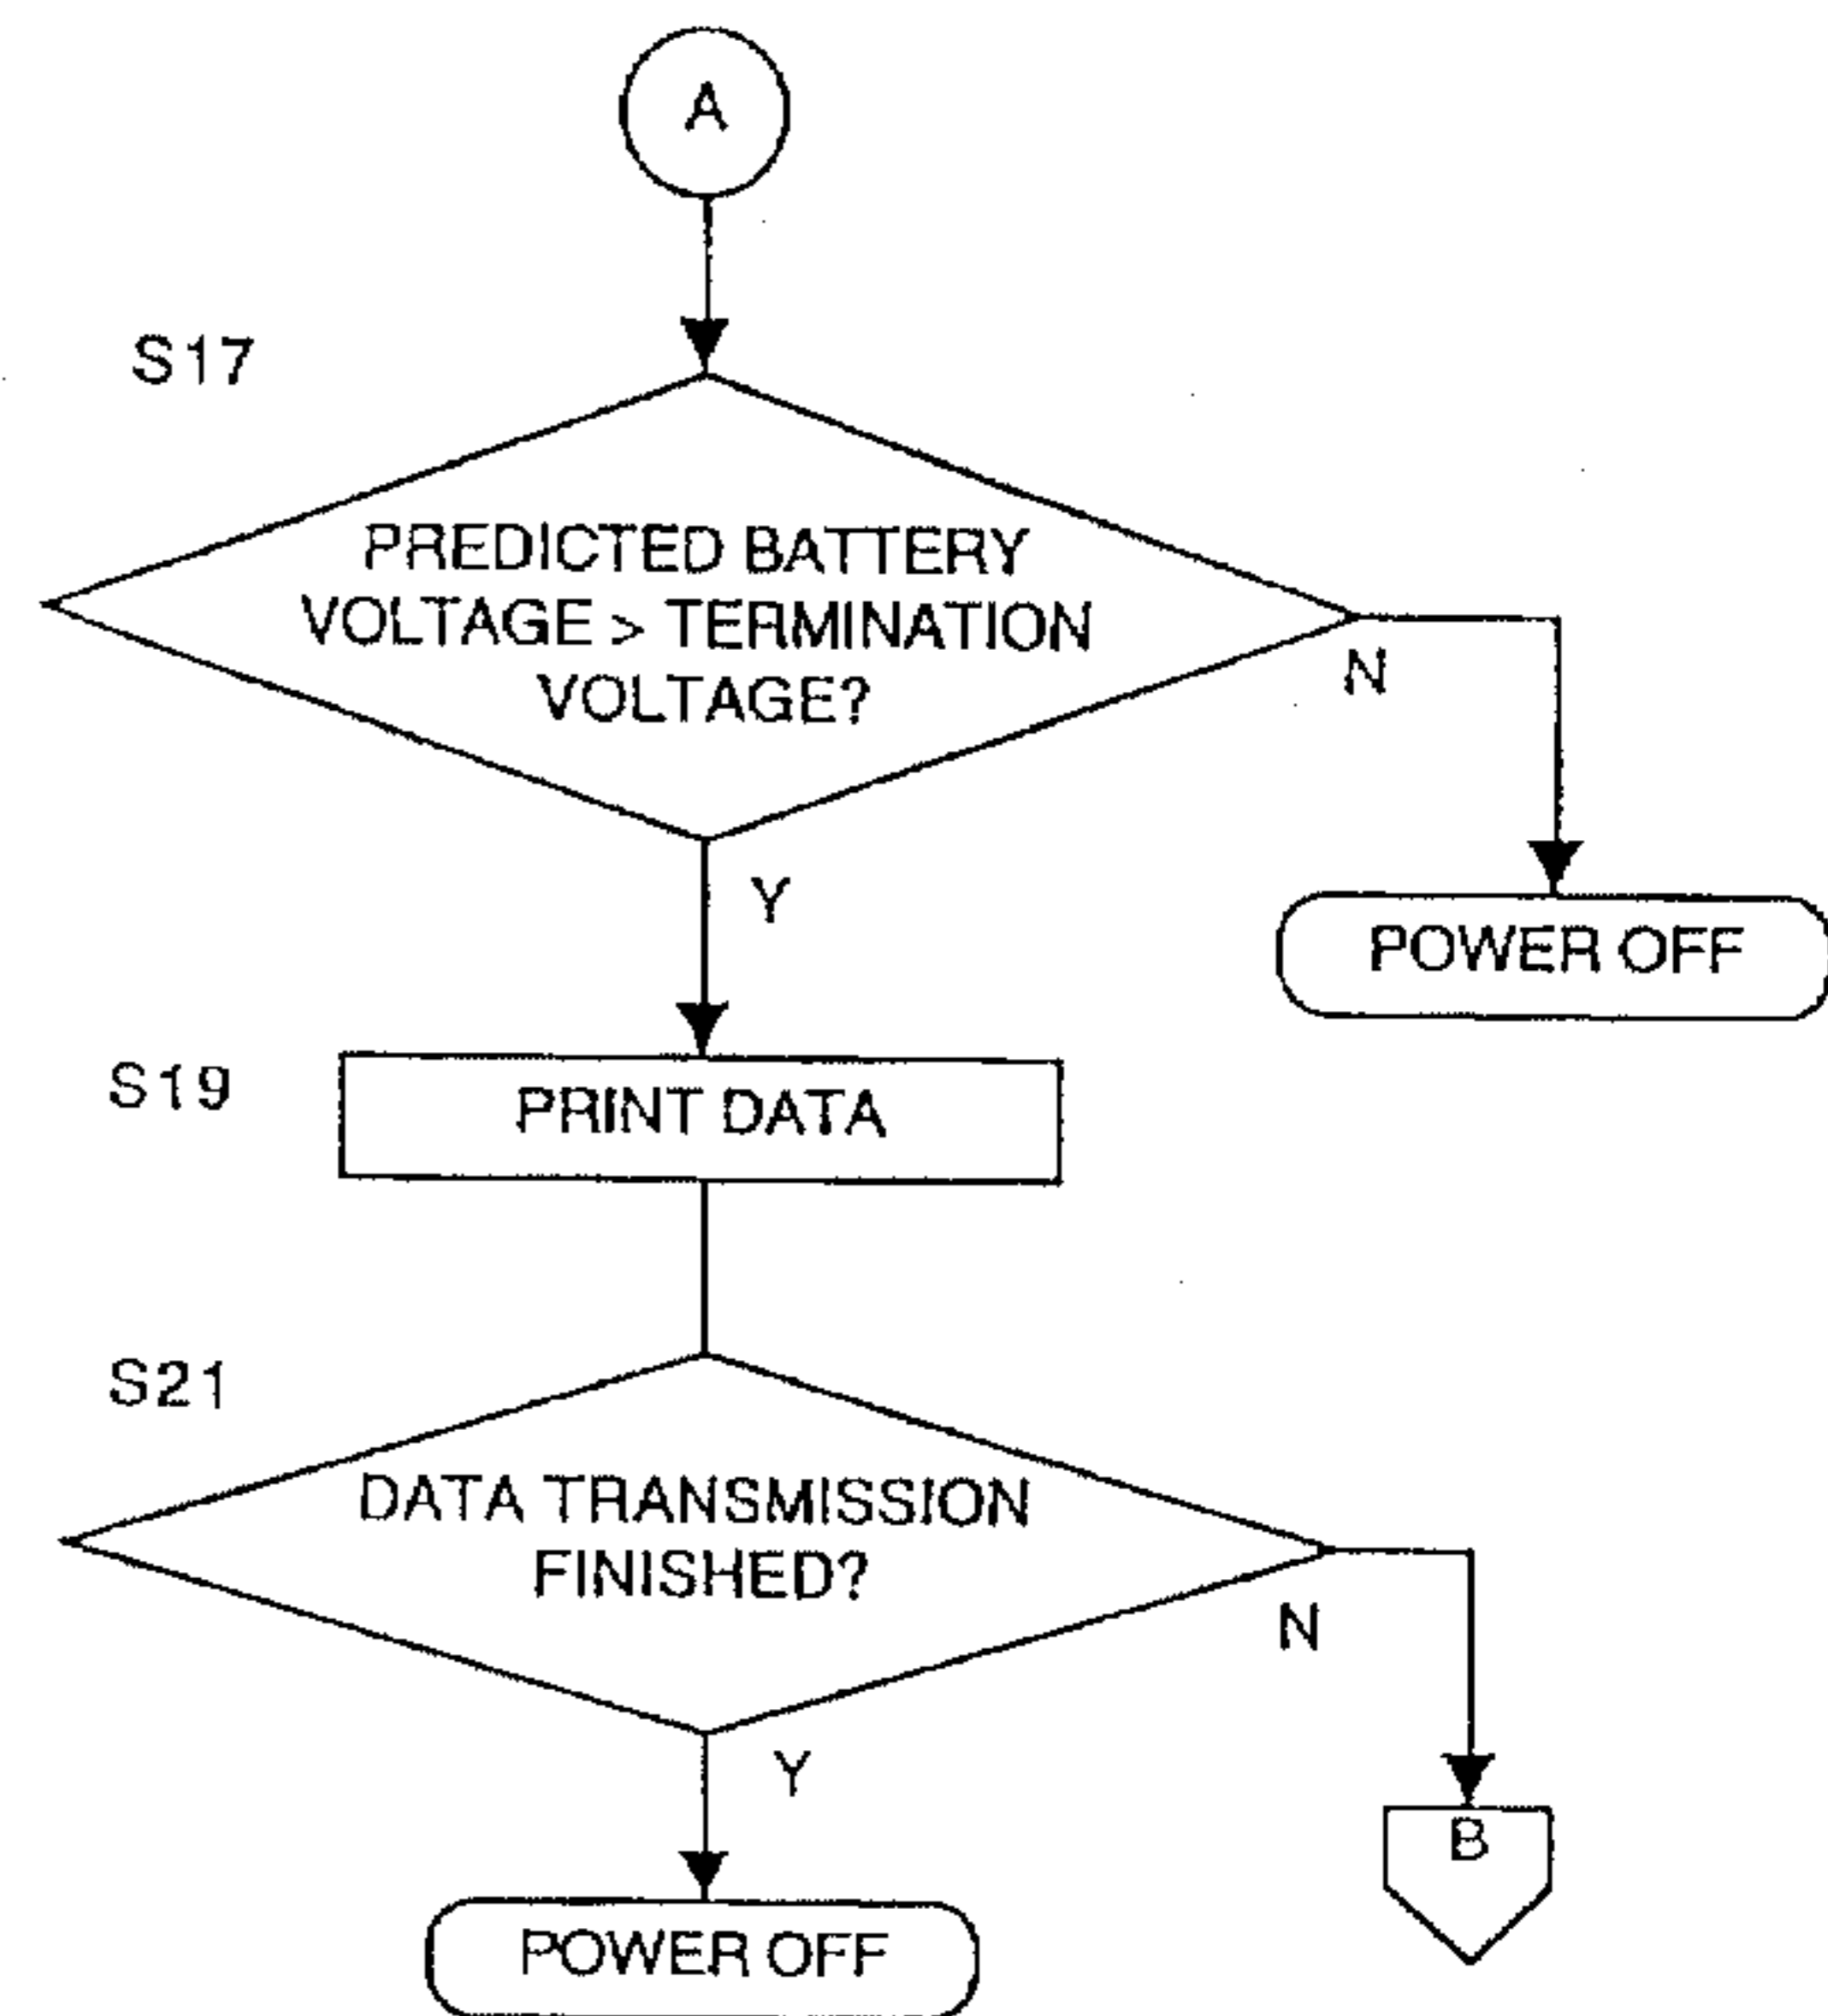 A
S17
PREDICTED BATTERY
VOLTAGE > TERMINATION
VOLTAGE?
N
Y
POWER OFF
S19
PRINT DATA
S21
DATA TRANSMISSION
FINISHED?
N
Y
B
POWER OFF